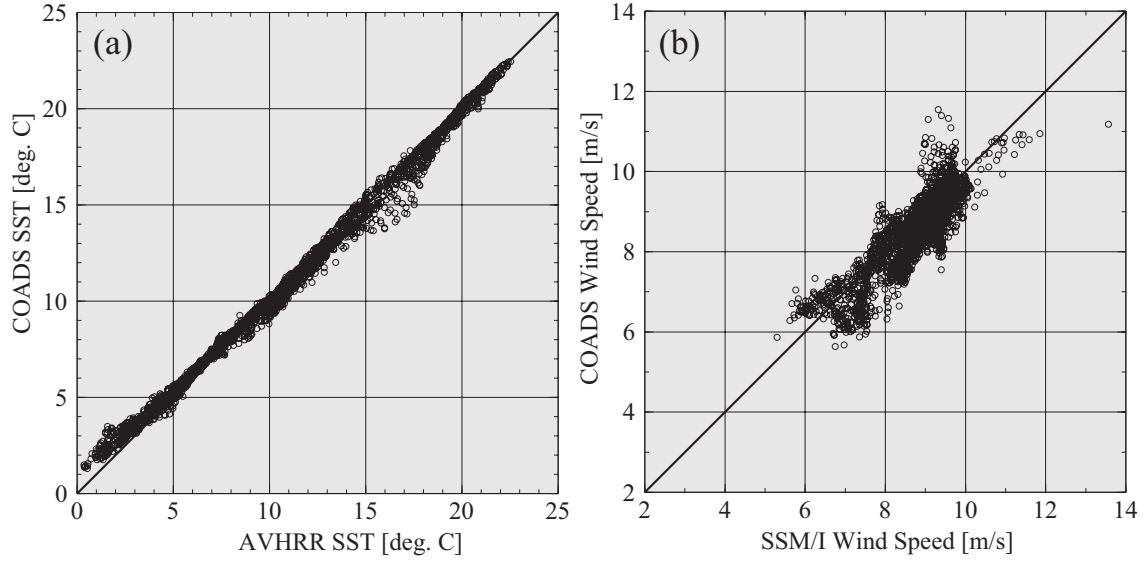 (a)
COADS SST [deg. C]
25
20
15
10
5
0
0 5 10 15 20 25
AVHRR SST [deg. C]
(b)
COADS Wind Speed [m/s]
14
12
10
8
6
4
2
2 4 6 8 10 12 14
SSM/I Wind Speed [m/s]